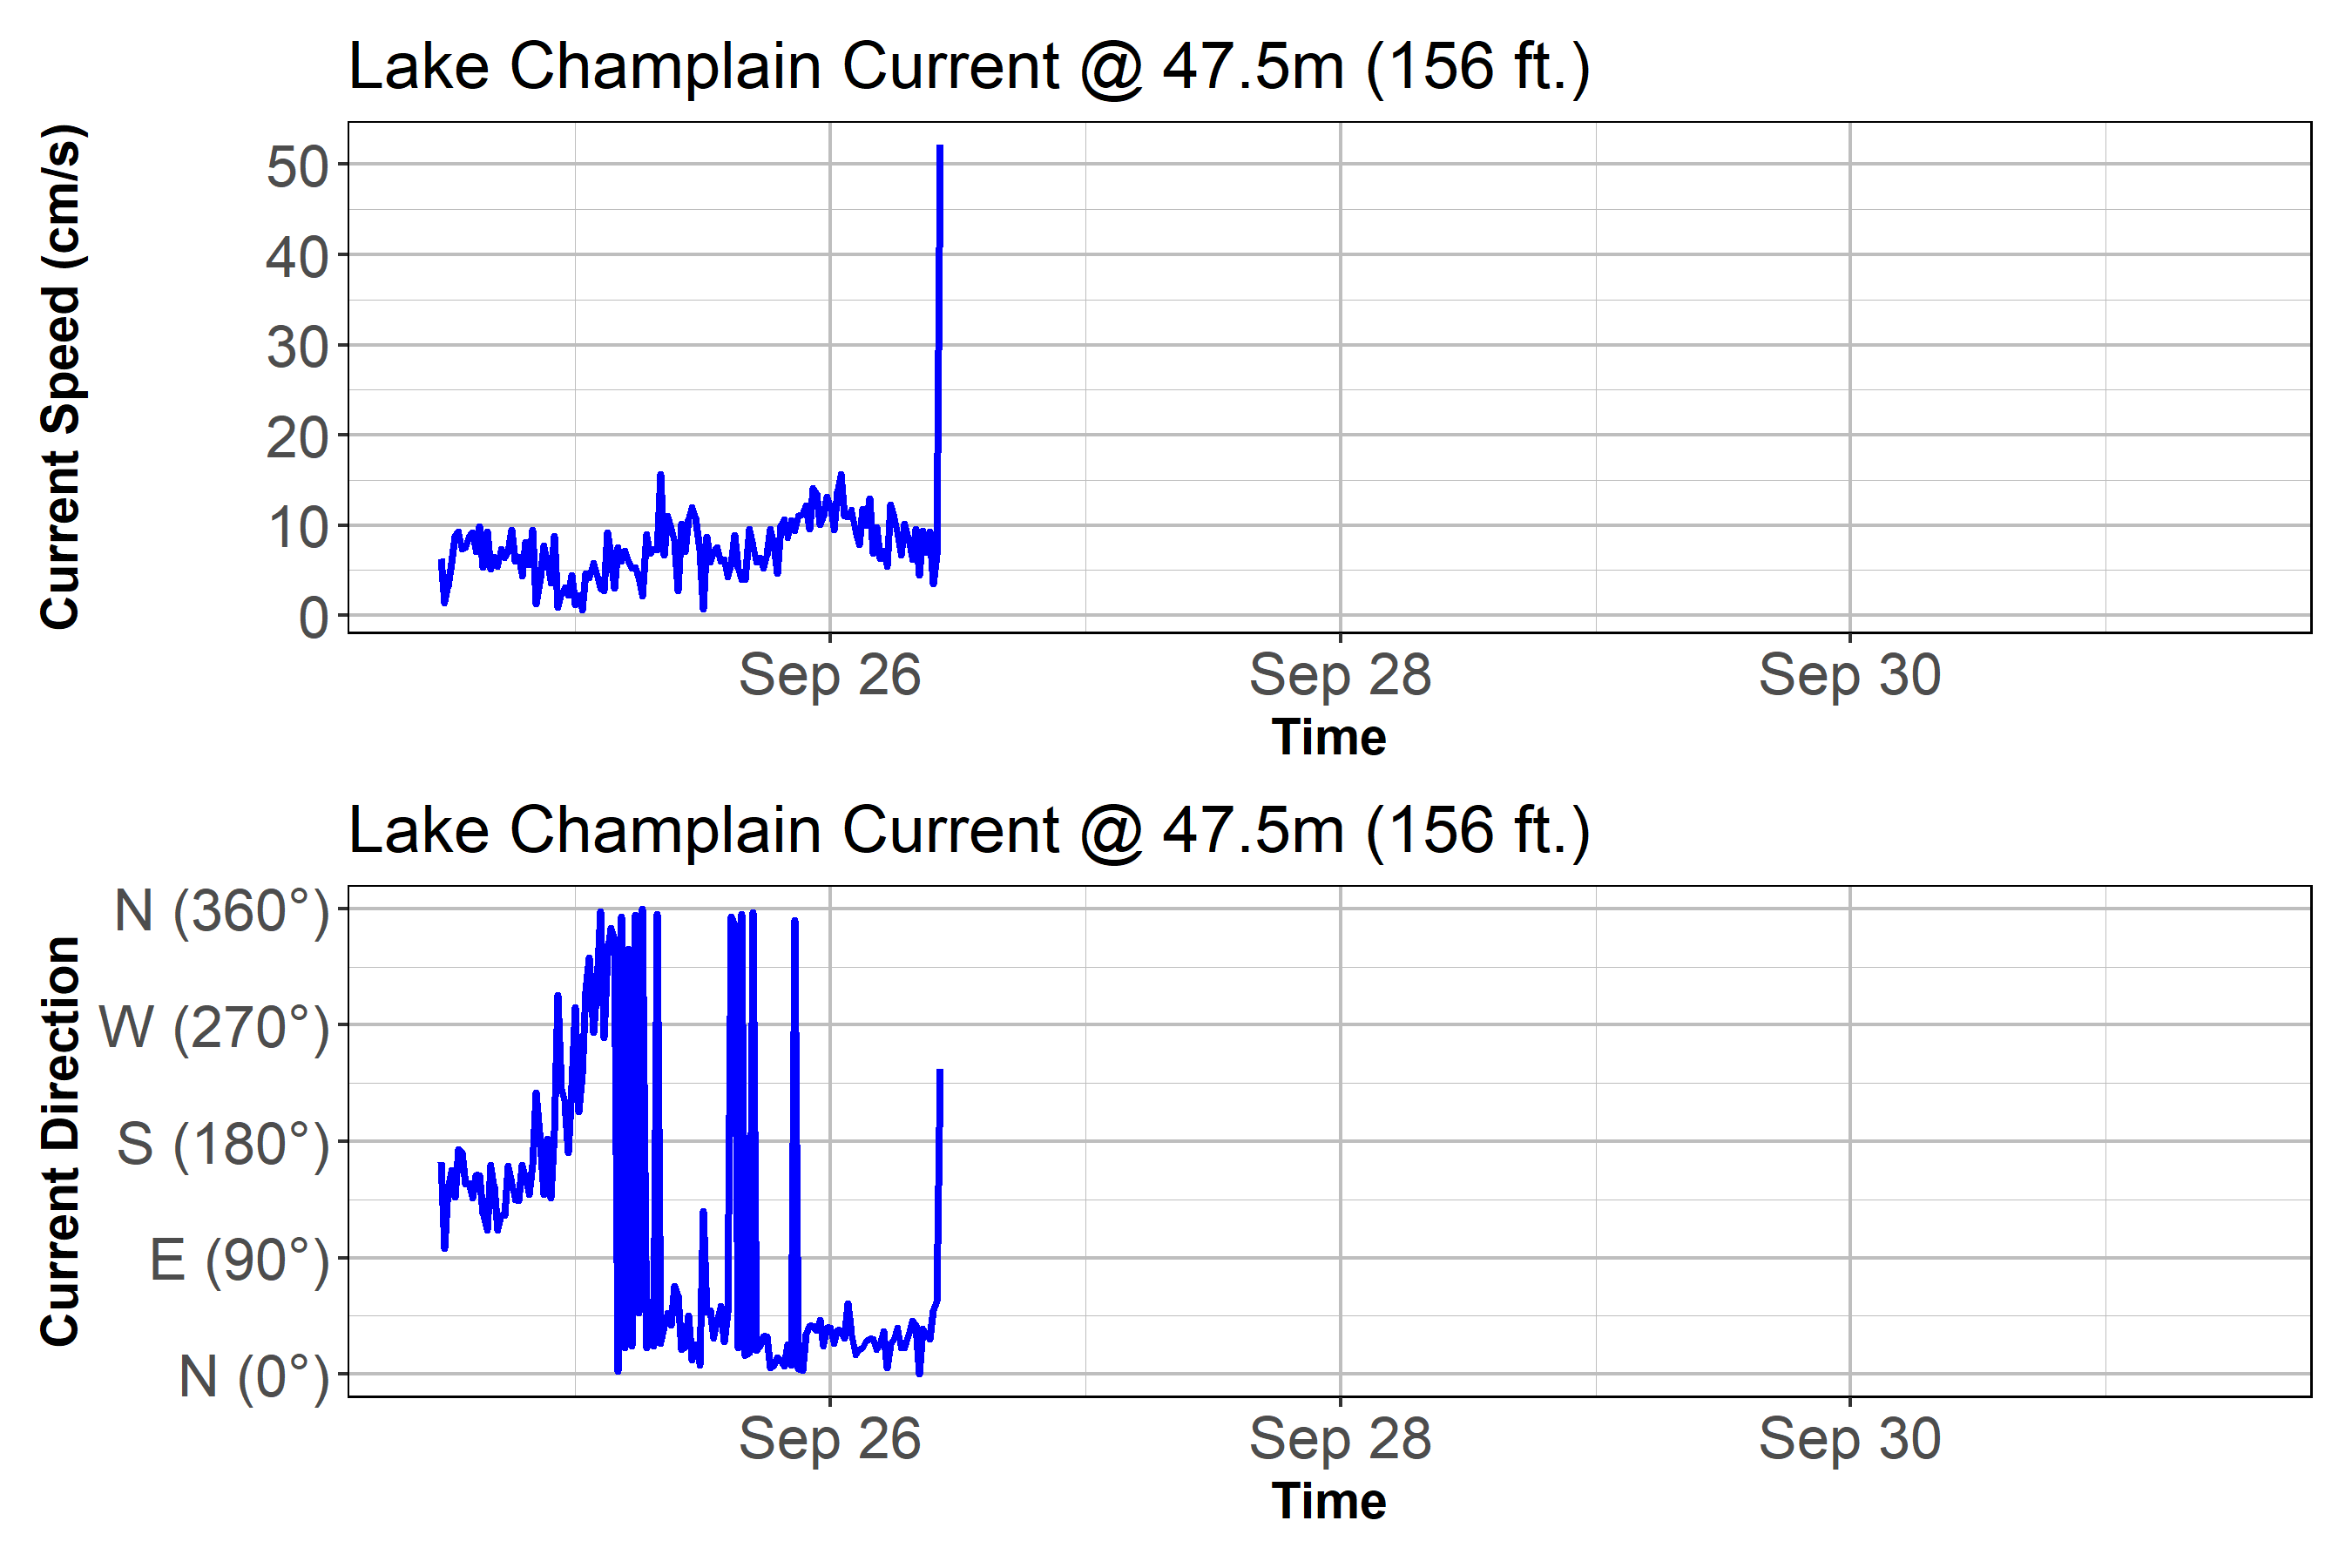 Lake Champlain Current @ 47.5m (156 ft.)
Current Speed (cm/s)
50
40
30
20
10
0
Sep 26 Sep 28 Sep 30
Time
Lake Champlain Current @ 47.5m (156 ft.)
Current Direction
N (360°)
W (270°)
S (180°)
E (90°)
N (0°)
Sep 26 Sep 28 Sep 30
Time